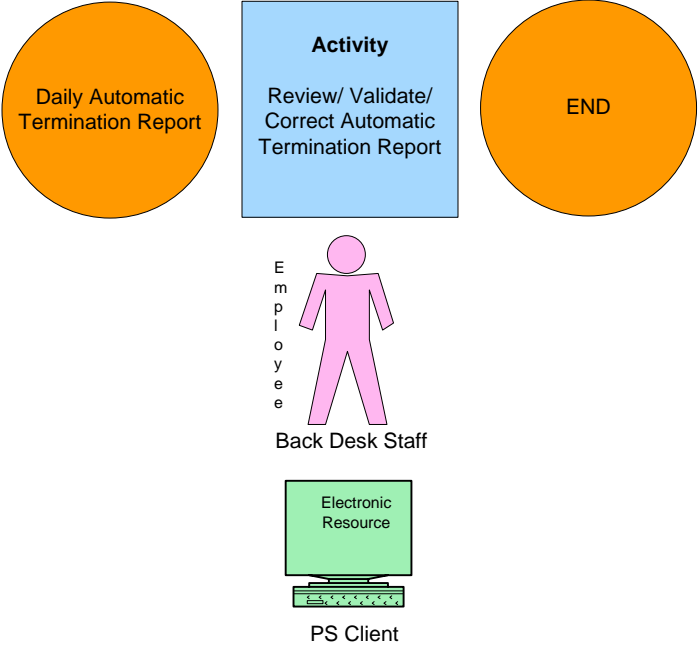 Daily Automatic
Termination Report
Activity
Review/ Validate/
Correct Automatic
Termination Report
END
Employee
Back Desk Staff
Electronic
Resource
PS Client